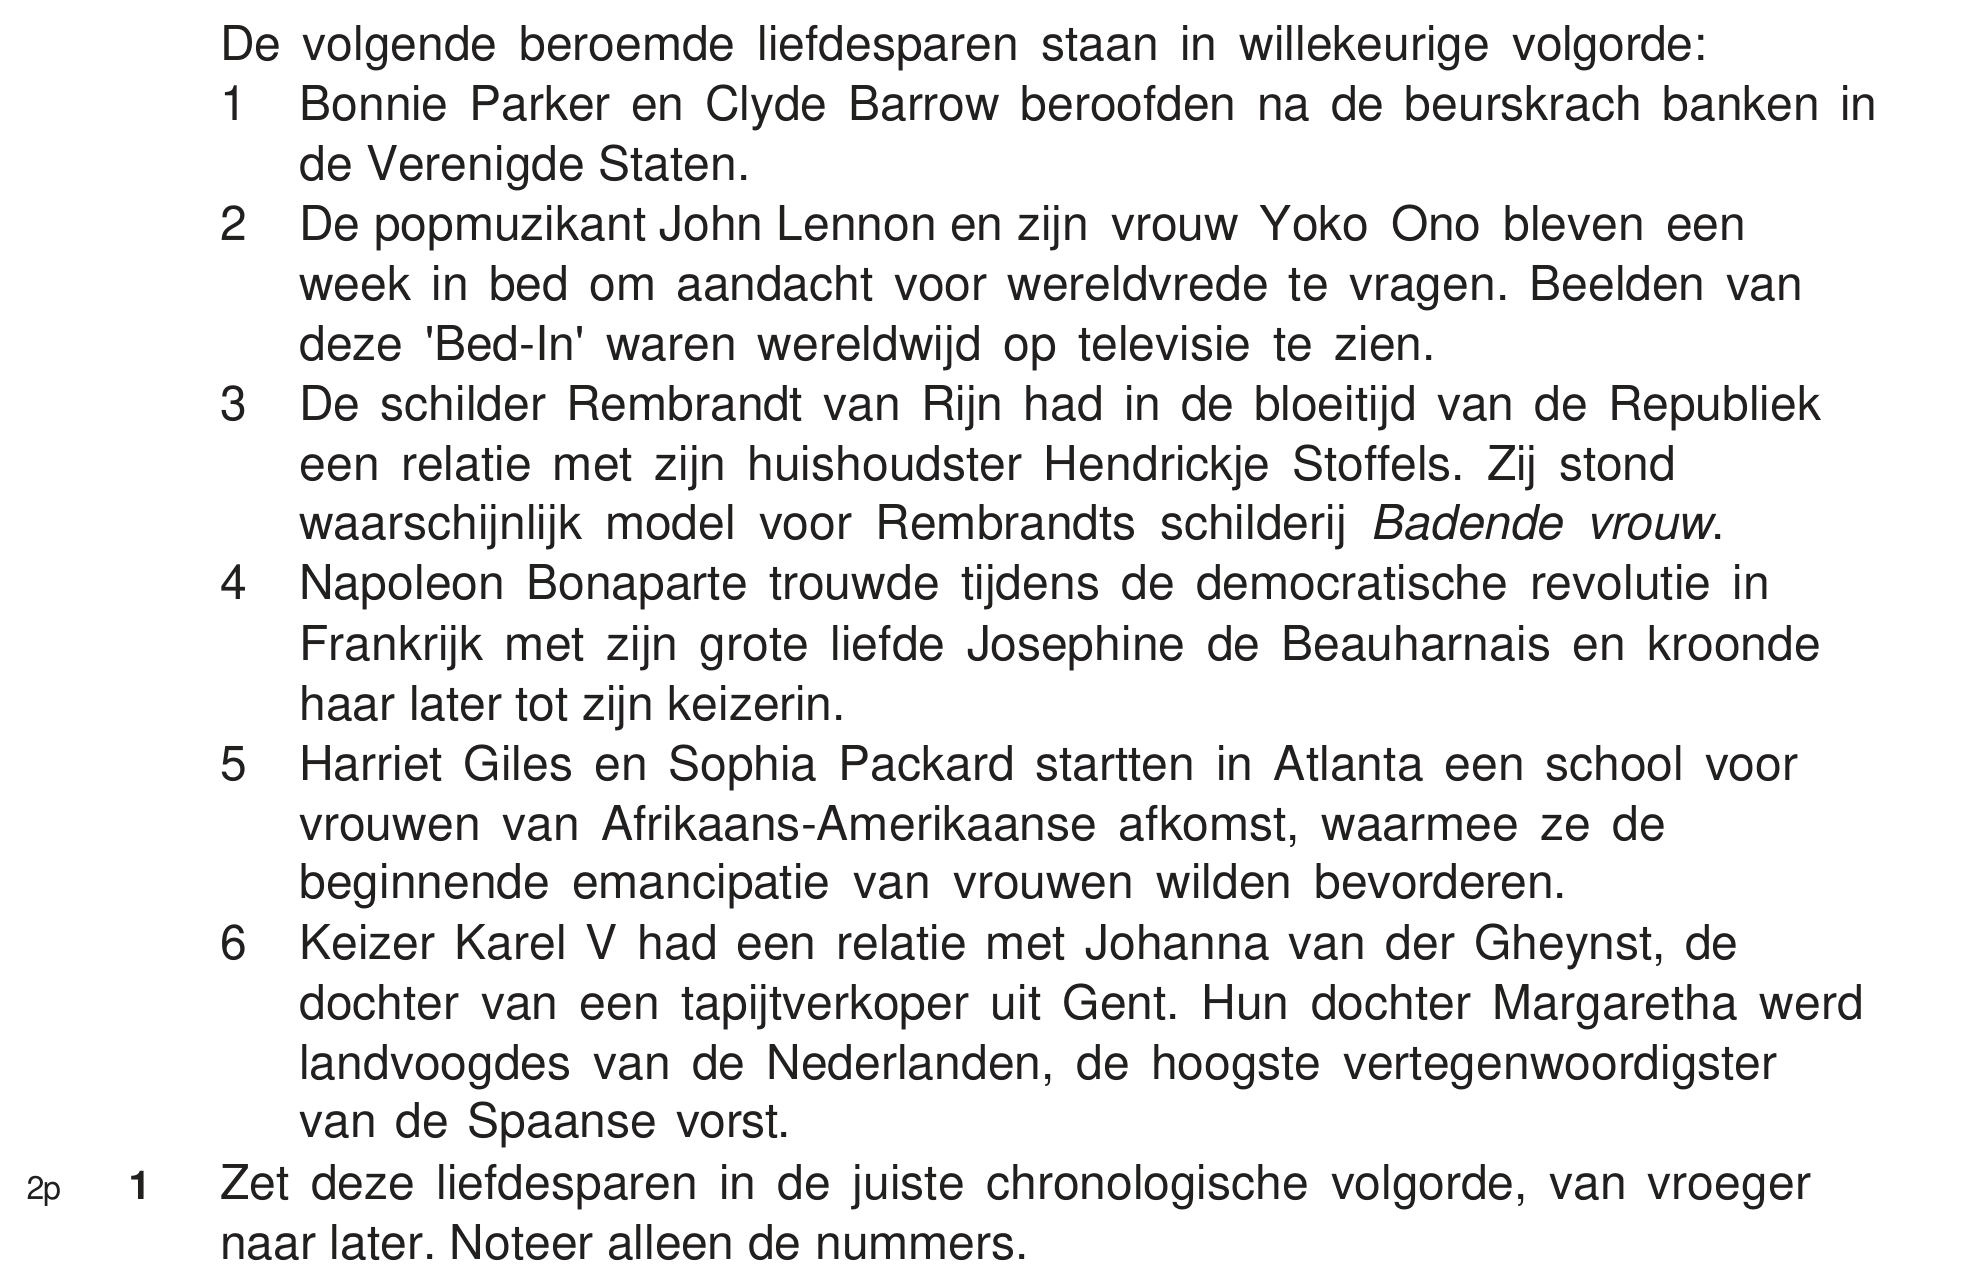 De volgende beroemde liefdesparen staan in willekeurige volgorde:
1 Bonnie Parker en Clyde Barrow beroofden na de beurskrach banken in
de Verenigde Staten.
2 De popmuzikant John Lennon en zijn vrouw Yoko Ono bleven een
week in bed om aandacht voor wereldvrede te vragen. Beelden van
deze 'Bed-In' waren wereldwijd op televisie te zien.
3 De schilder Rembrandt van Rijn had in de bloeitijd van de Republiek
een relatie met zijn huishoudster Hendrickje Stoffels. Zij stond
waarschijnlijk model voor Rembrandts schilderij Badende vrouw.
4 Napoleon Bonaparte trouwde tijdens de democratische revolutie in
Frankrijk met zijn grote liefde Josephine de Beauharnais en kroonde
haar later tot zijn keizerin.
5 Harriet Giles en Sophia Packard startten in Atlanta een school voor
vrouwen van Afrikaans-Amerikaanse afkomst, waarmee ze de
beginnende emancipatie van vrouwen wilden bevorderen.
6 Keizer Karel V had een relatie met Johanna van der Gheynst, de
dochter van een tapijtverkoper uit Gent. Hun dochter Margaretha werd
landvoogdes van de Nederlanden, de hoogste vertegenwoordigster
van de Spaanse vorst.
2p 1 Zet deze liefdesparen in de juiste chronologische volgorde, van vroeger
naar later. Noteer alleen de nummers.